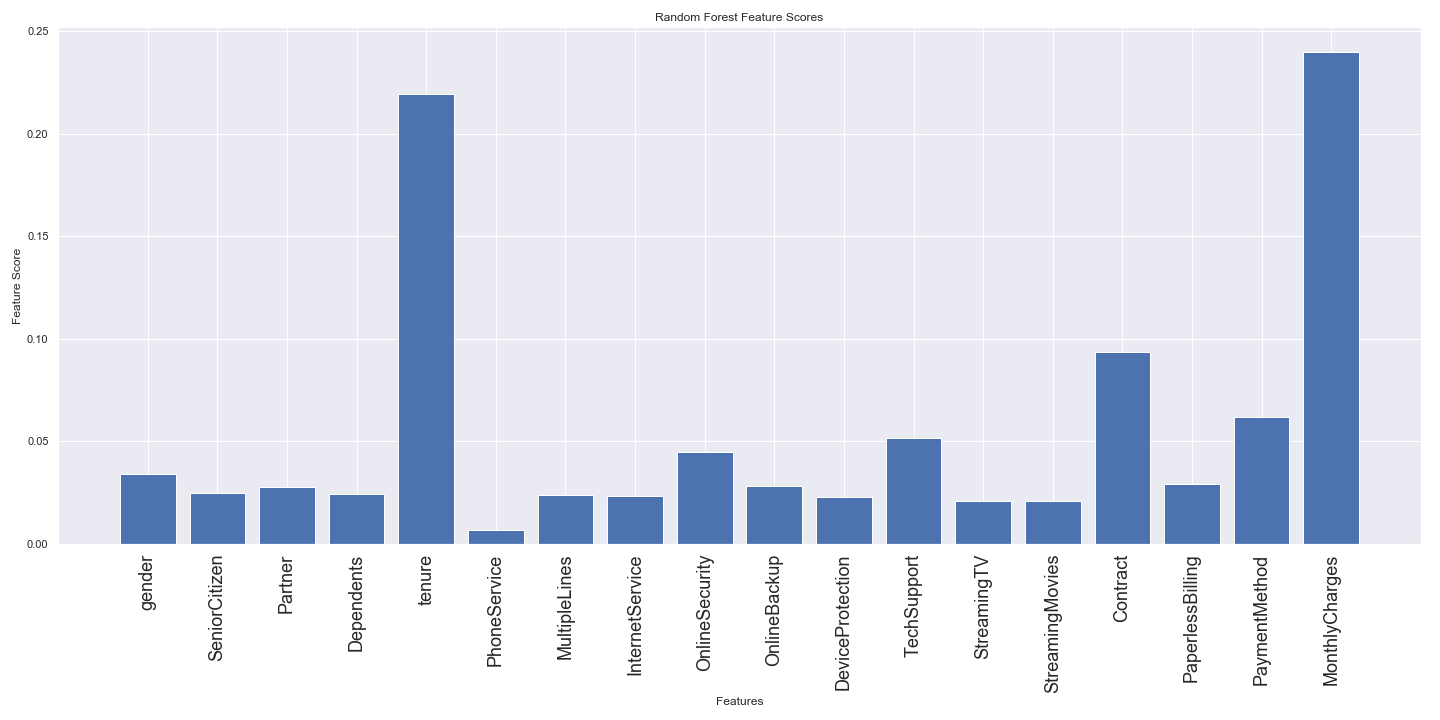 Random Forest Feature Scores
0.25
0.20
0.15
0.10
0.05
0.00
Feature Score
gender
SeniorCitizen
Partner
Dependents
tenure
PhoneService
MultipleLines
InternetService
OnlineSecurity
OnlineBackup
DeviceProtection
TechSupport
StreamingTV
StreamingMovies
Contract
PaperlessBilling
PaymentMethod
MonthlyCharges
Features